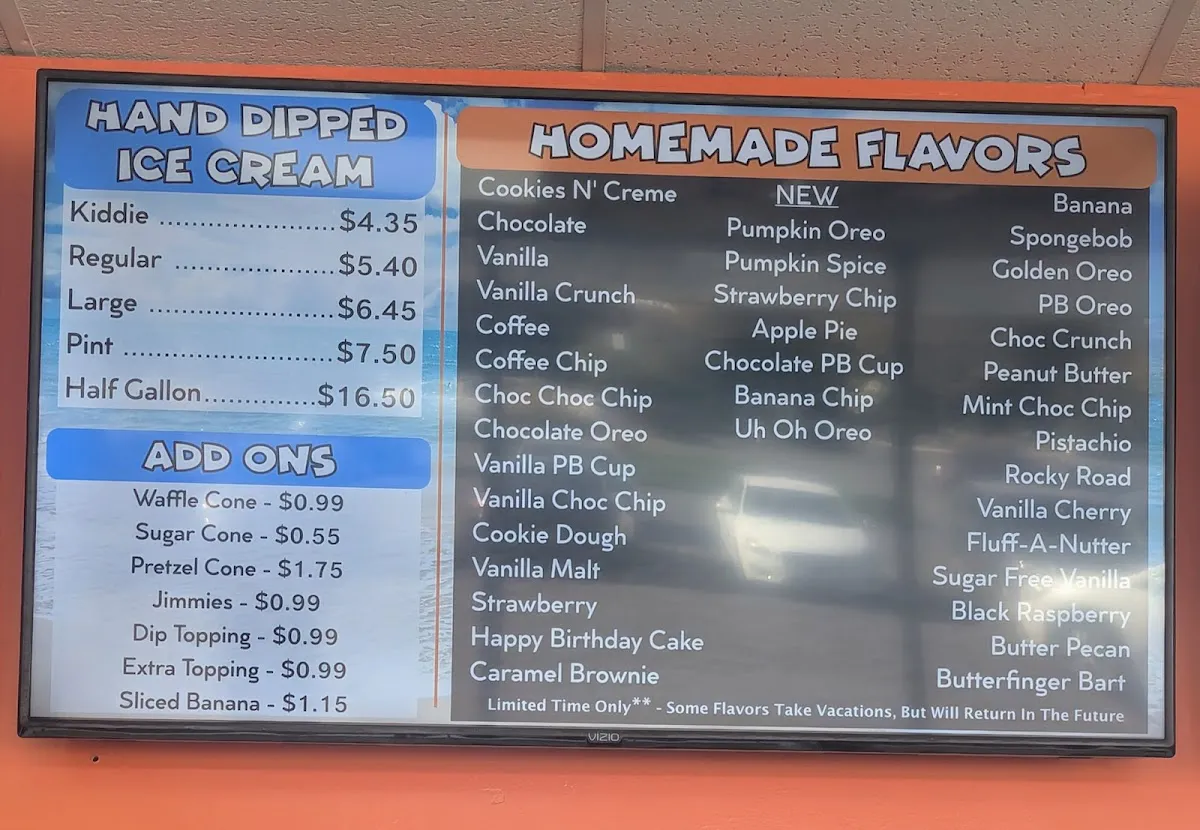 HAND DIPPED
ICE CREAM
Kiddie ........................ $4.35
Regular ..................... $5.40
Large ......................... $6.45
Pint ............................ $7.50
Half Gallon............... $16.50
ADD ONS
Waffle Cone - $0.99
Sugar Cone - $0.55
Pretzel Cone - $1.75
Jimmies - $0.99
Dip Topping - $0.99
Extra Topping - $0.99
Sliced Banana - $1.15
HOMEMADE FLAVORS
Cookies N' Creme
Chocolate
Vanilla
Vanilla Crunch
Coffee
Coffee Chip
Choc Choc Chip
Chocolate Oreo
Vanilla PB Cup
Vanilla Choc Chip
Cookie Dough
Vanilla Malt
Strawberry
Happy Birthday Cake
Caramel Brownie
NEW
Pumpkin Oreo
Pumpkin Spice
Strawberry Chip
Apple Pie
Chocolate PB Cup
Banana Chip
Uh Oh Oreo
Banana
Spongebob
Golden Oreo
PB Oreo
Choc Crunch
Peanut Butter
Mint Choc Chip
Pistachio
Rocky Road
Vanilla Cherry
Fluff-A-Nutter
Sugar Free Vanilla
Black Raspberry
Butter Pecan
Butterfinger Bart
Limited Time Only** - Some Flavors Take Vacations, But Will Return In The Future
VIZIO